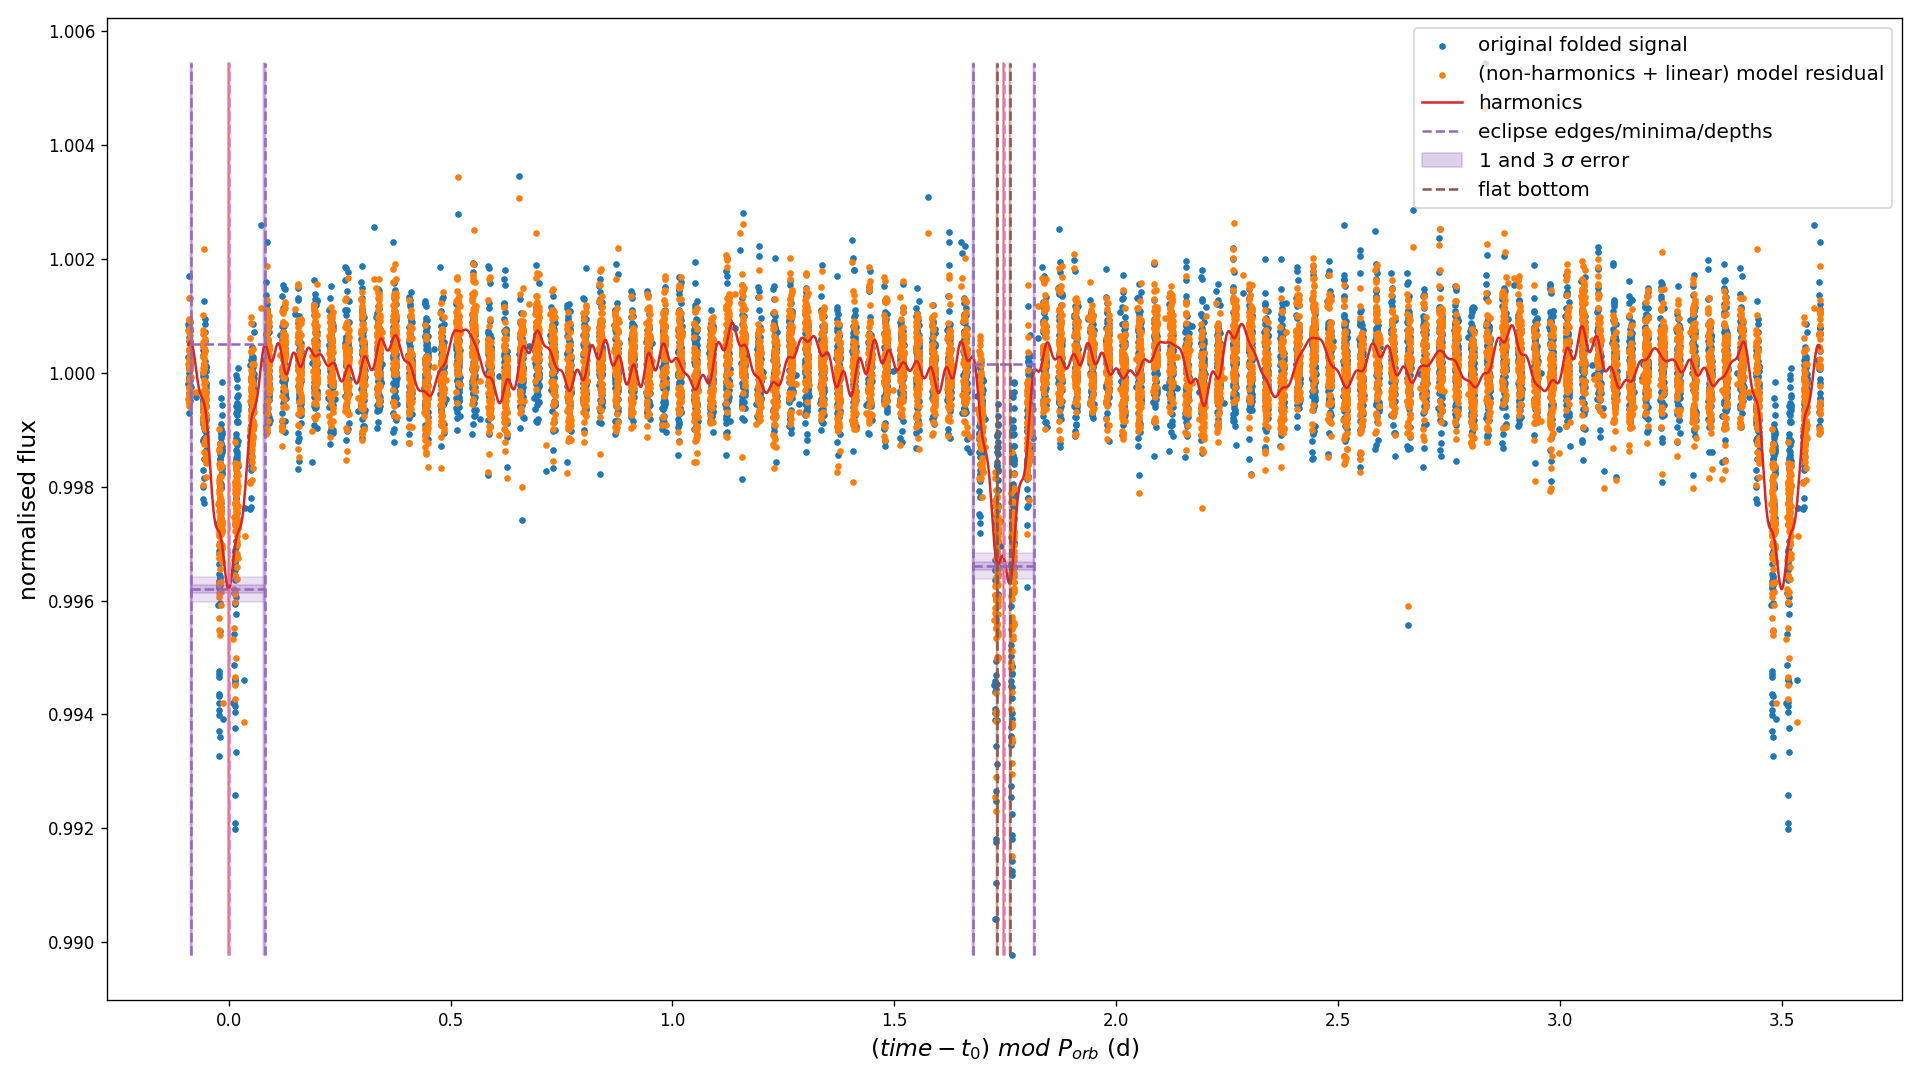 1.006
1.004
1.002
1.000
0.998
0.996
0.994
0.992
0.990
normalised flux
original folded signal
(non-harmonics + linear) model residual
harmonics
eclipse edges/minima/depths
1 and 3 σ error
flat bottom
0.0 0.5 1.0 1.5 2.0 2.5 3.0 3.5
(time − t₀) mod Pₒᵣb (d)